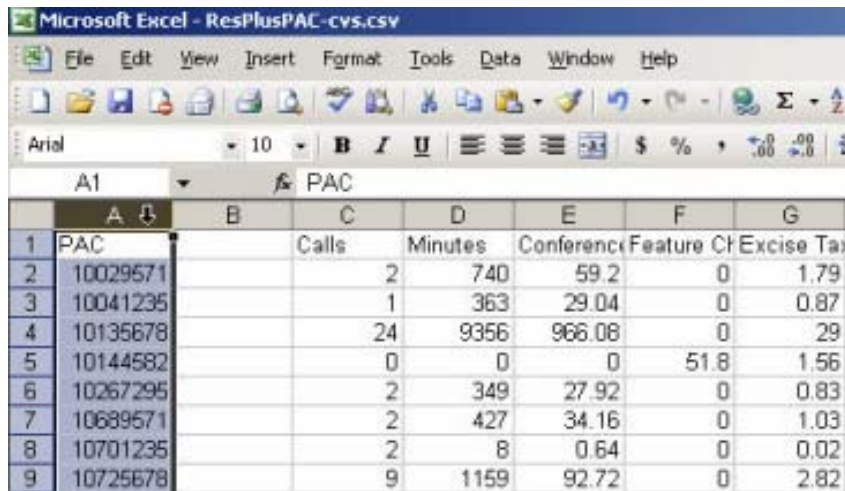 Microsoft Excel - ResPlusPAC-cvs.csv
File Edit View Insert Format Tools Data Window Help
Arial 10 B I U $ % ,
A1 fx PAC
A B C D E F G
1 PAC Calls Minutes Conference Feature Ch Excise Tax
2 10029571 2 740 59.2 0 1.79
3 10041235 1 363 29.04 0 0.87
4 10135678 24 9356 966.08 0 29
5 10144582 0 0 0 51.8 1.56
6 10267295 2 349 27.92 0 0.83
7 10689571 2 427 34.16 0 1.03
8 10701235 2 8 0.64 0 0.02
9 10725678 9 1159 92.72 0 2.82